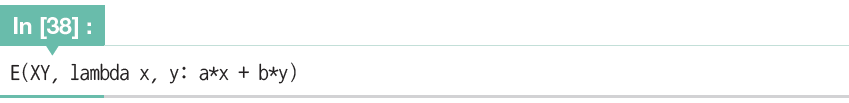 In [38] :
E(XY, lambda x, y: a*x + b*y)